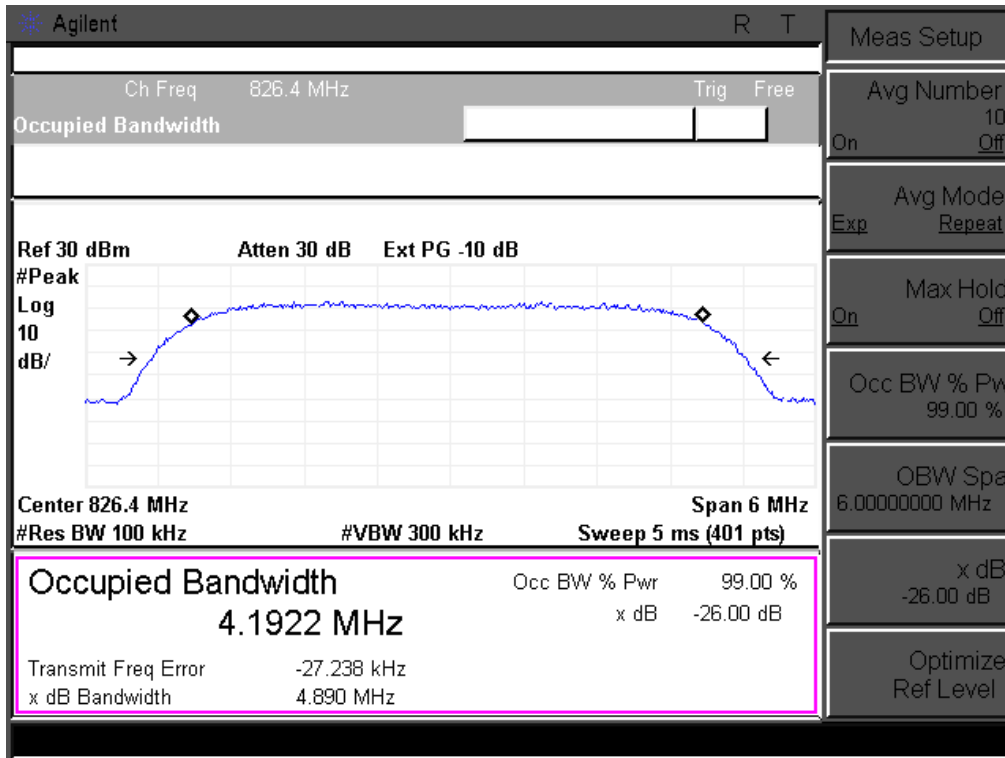 Agilent R T
Meas Setup
Ch Freq 826.4 MHz Trig Free
Occupied Bandwidth
Avg Number
10
On Off
Avg Mode
Exp Repeat
Max Hold
On Off
Occ BW % Pw
99.00 %
OBW Spa
6.00000000 MHz
x dB
-26.00 dB
Optimize
Ref Level
Ref 30 dBm Atten 30 dB Ext PG -10 dB
#Peak
Log
10
dB/
Center 826.4 MHz Span 6 MHz
#Res BW 100 kHz #VBW 300 kHz Sweep 5 ms (401 pts)
Occupied Bandwidth Occ BW % Pwr 99.00 %
4.1922 MHz x dB -26.00 dB
Transmit Freq Error -27.238 kHz
x dB Bandwidth 4.890 MHz